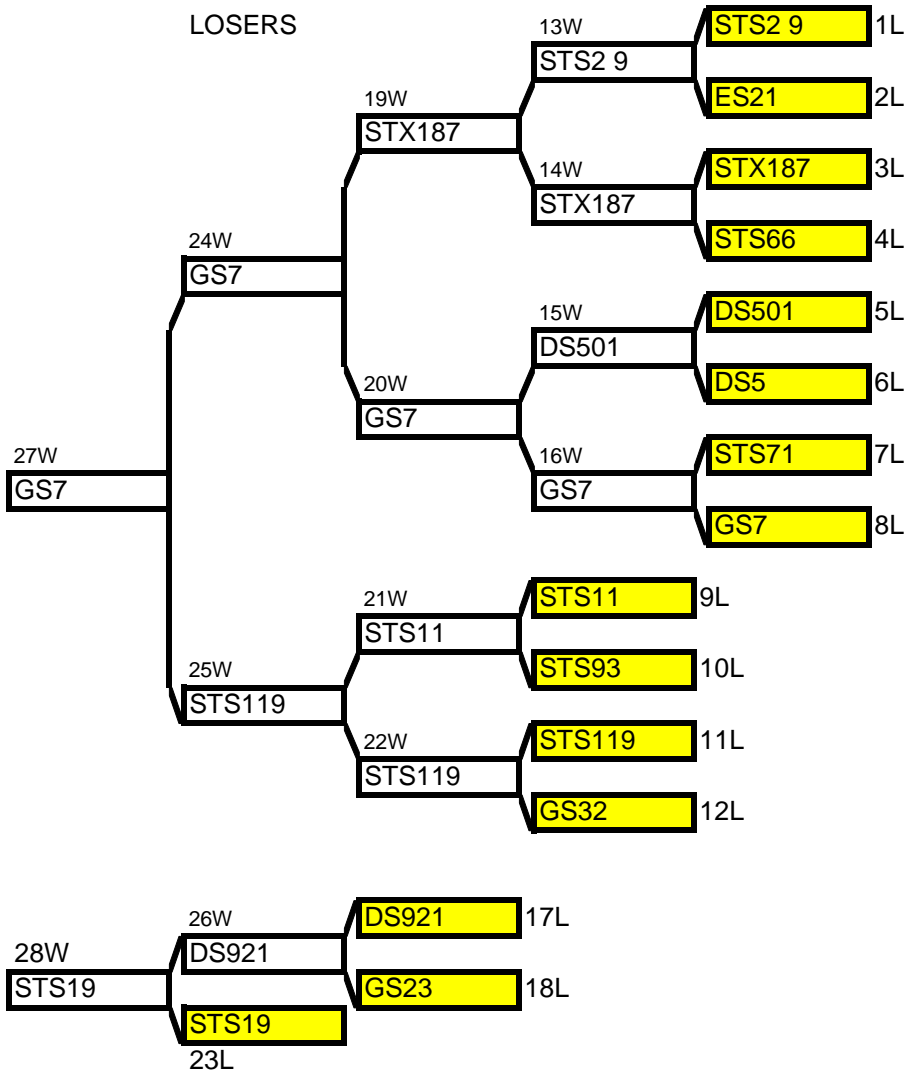 LOSERS
13W
STS2 9 1L
STS2 9
19W
ES21 2L
STX187
14W
STX187 3L
STX187
24W
STS66 4L
GS7
15W
DS501 5L
DS501
20W
DS5 6L
GS7
27W
16W
STS71 7L
GS7
GS7
GS7 8L
21W
STS11 9L
STS11
25W
STS93 10L
STS119
22W
STS119 11L
STS119
GS32 12L
26W
DS921 17L
28W
DS921
STS19
GS23 18L
STS19
23L